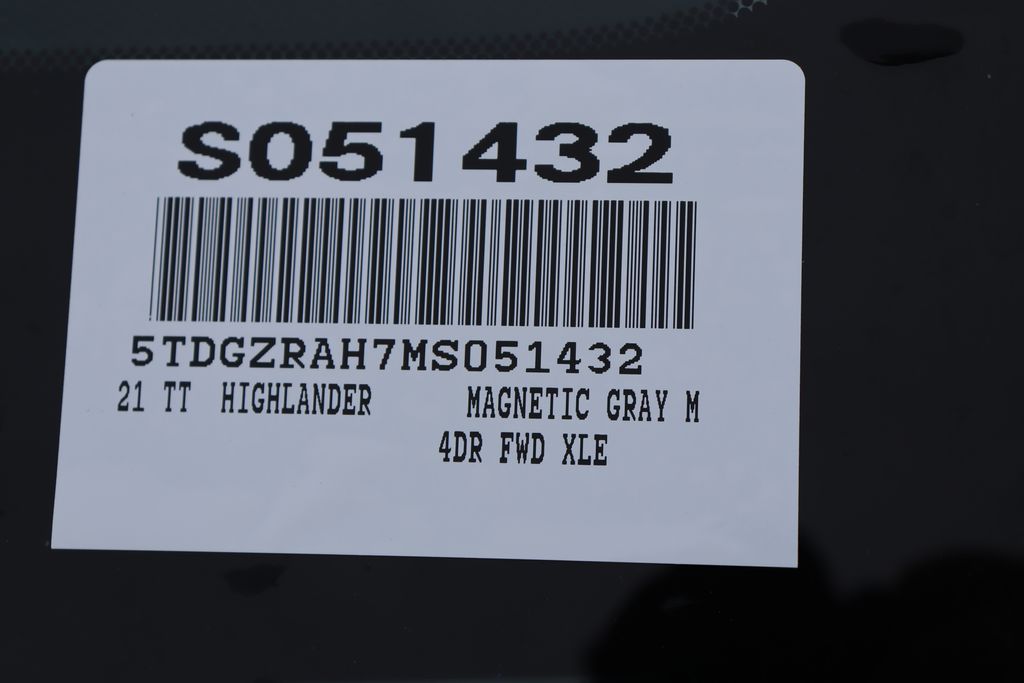 S051432
5TDGZRAH7MS051432
21 TT HIGHLANDER MAGNETIC GRAY M
4DR FWD XLE